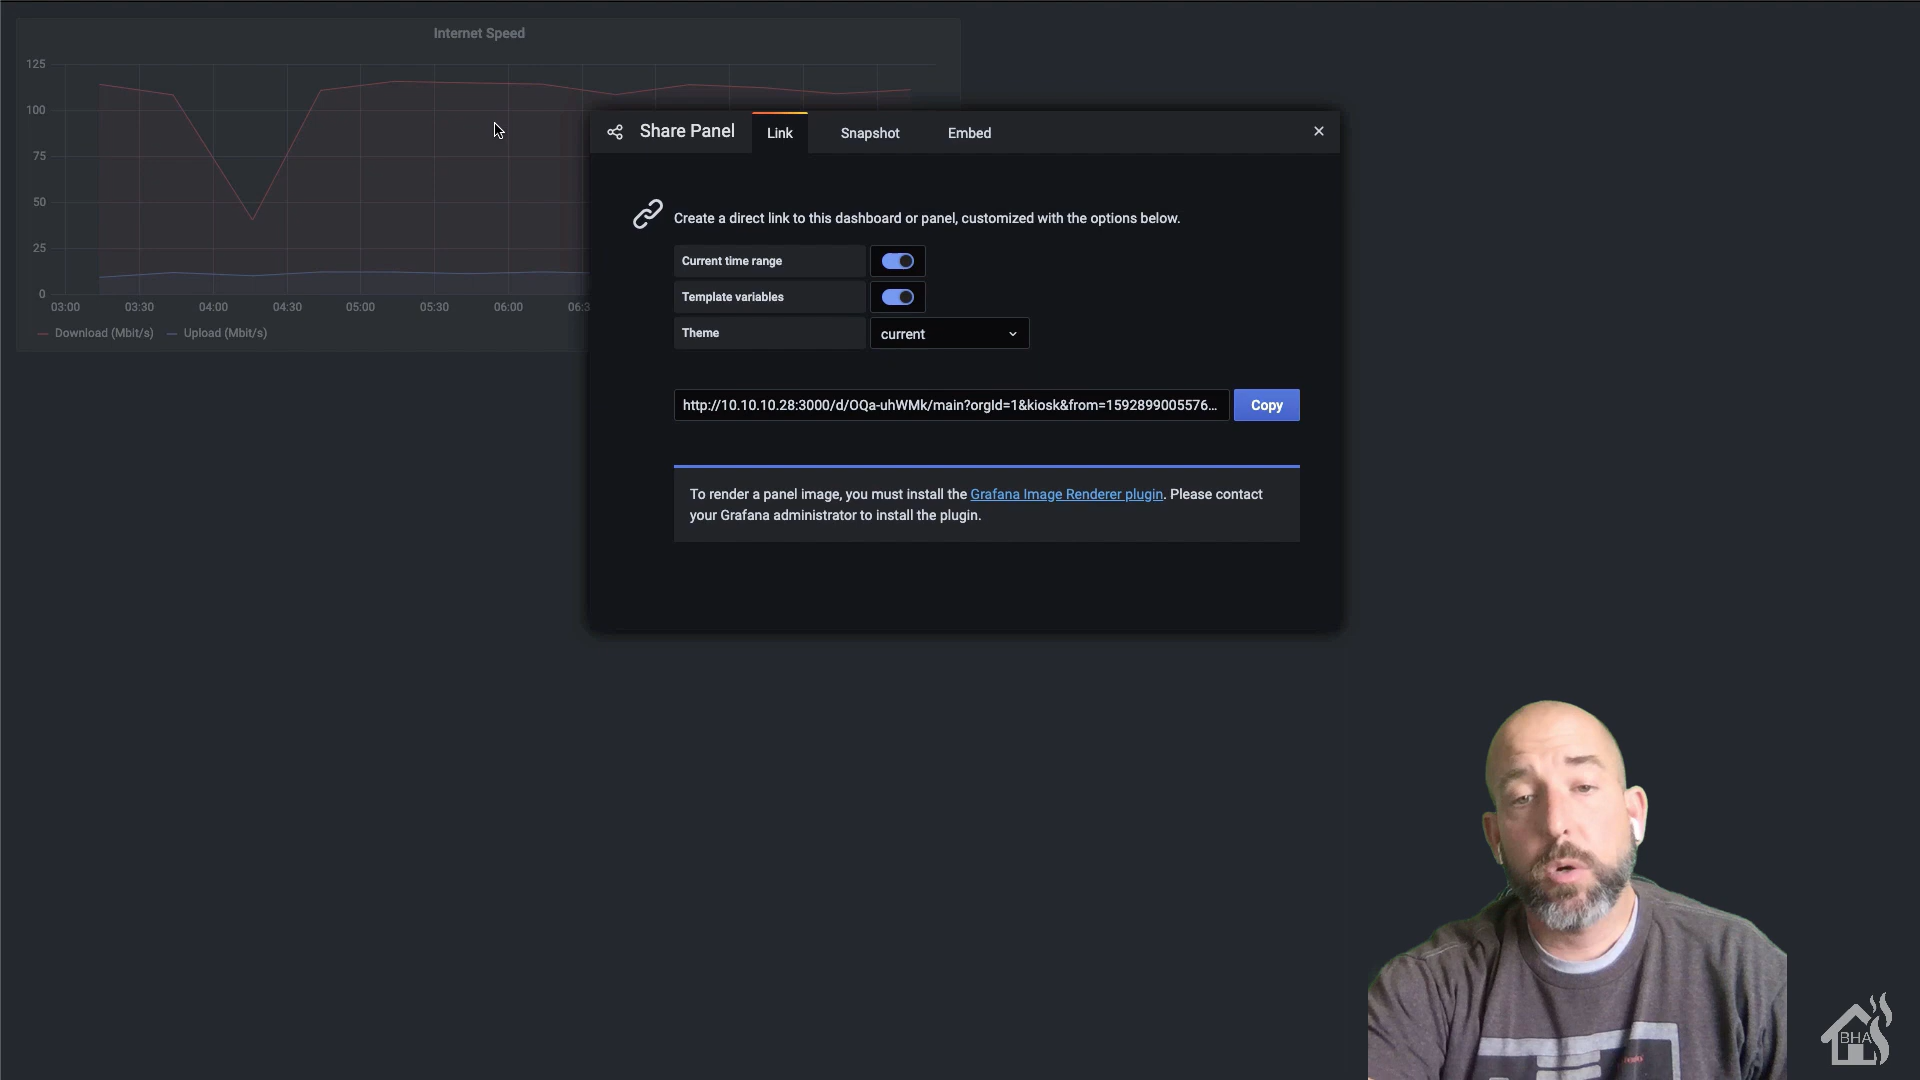 Internet Speed
125
100
75
50
25
0
03:00 03:30 04:00 04:30 05:00 05:30 06:00 06:3
Download (Mbit/s) Upload (Mbit/s)
Share Panel Link Snapshot Embed
Create a direct link to this dashboard or panel, customized with the options below.
Current time range
Template variables
Theme current
http://10.10.10.28:3000/d/OQa-uhWMk/main?orgId=1&kiosk&from=1592899005576... Copy
To render a panel image, you must install the Grafana Image Renderer plugin. Please contact
your Grafana administrator to install the plugin.
BHA